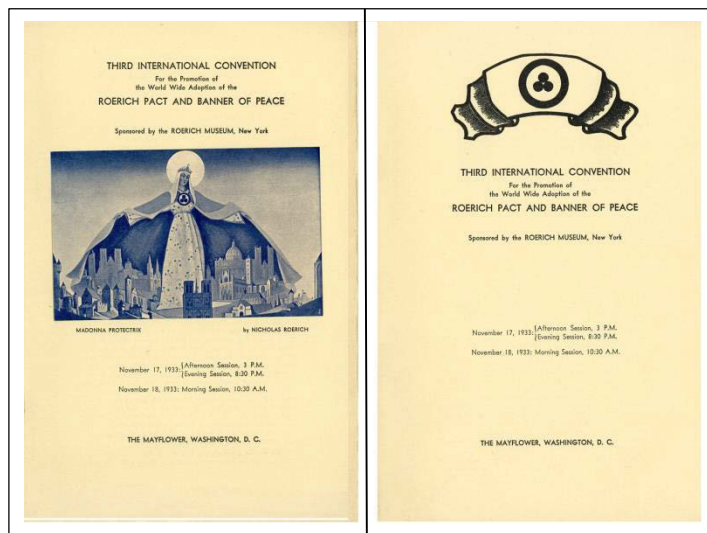 THIRD INTERNATIONAL CONVENTION
For the Promotion of
the World Wide Adoption of the
ROERICH PACT AND BANNER OF PEACE
Sponsored by the ROERICH MUSEUM, New York
MADONNA PROTECTRIX by NICHOLAS ROERICH
November 17, 1933: {Afternoon Session, 3 P.M.
}Evening Session, 8:30 P.M.
November 18, 1933: Morning Session, 10:30 A.M.
THE MAYFLOWER, WASHINGTON, D. C.
THIRD INTERNATIONAL CONVENTION
For the Promotion of
the World Wide Adoption of the
ROERICH PACT AND BANNER OF PEACE
Sponsored by the ROERICH MUSEUM, New York
November 17, 1933: {Afternoon Session, 3 P.M.
}Evening Session, 8:30 P.M.
November 18, 1933: Morning Session, 10:30 A.M.
THE MAYFLOWER, WASHINGTON, D. C.